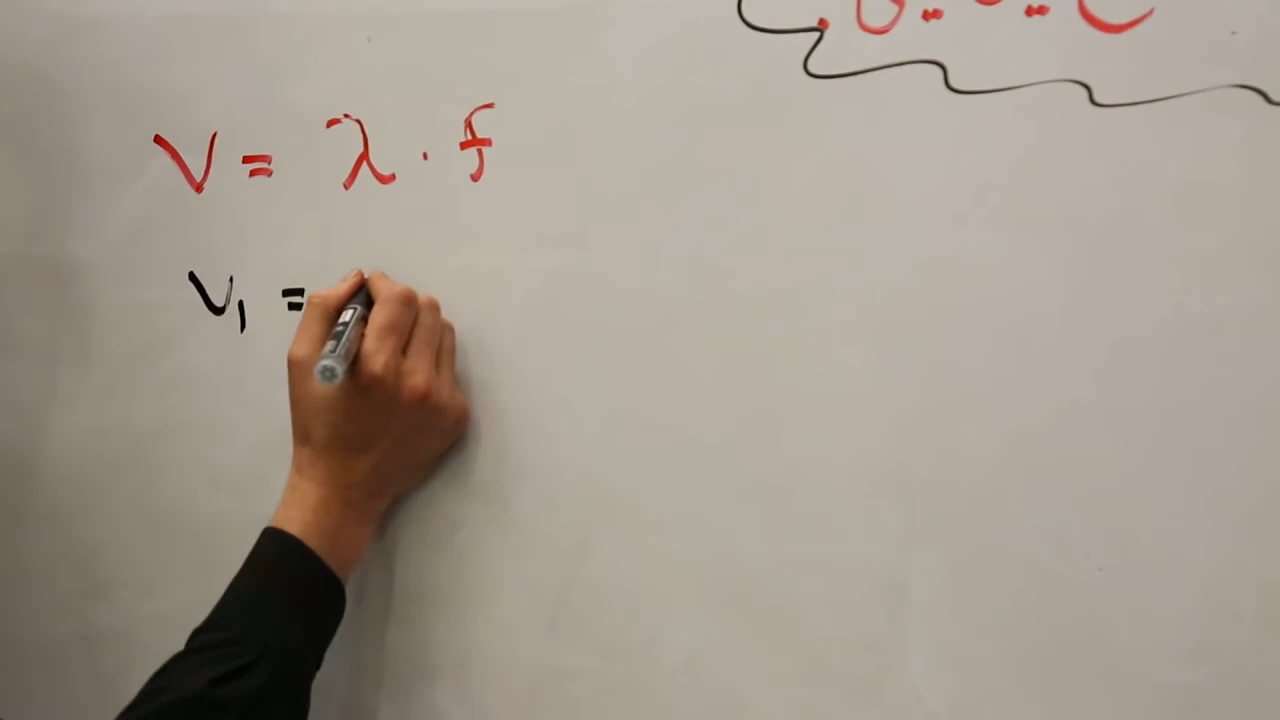 V = λ . f
V₁ =